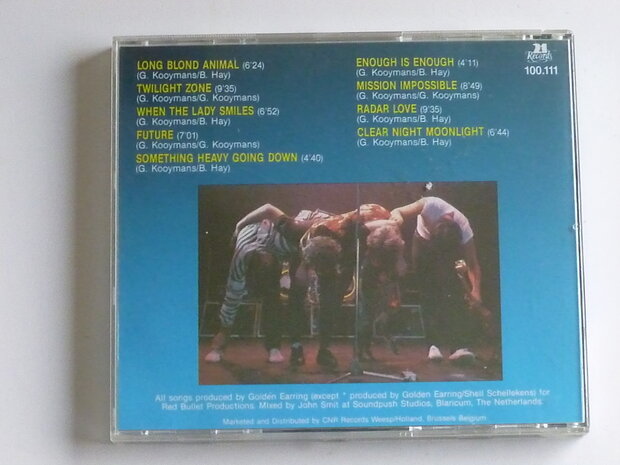 LONG BLOND ANIMAL (6'24)
(G. Kooymans/B. Hay)
TWILIGHT ZONE (9'35)
(G. Kooymans/G. Kooymans)
WHEN THE LADY SMILES (6'52)
(G. Kooymans/B. Hay)
FUTURE (7'01)
(G. Kooymans/G. Kooymans)
SOMETHING HEAVY GOING DOWN (4'40)
(G. Kooymans/B. Hay)
ENOUGH IS ENOUGH (4'11)
(G. Kooymans/B. Hay)
MISSION IMPOSSIBLE (8'49)
(G. Kooymans/G. Kooymans)
RADAR LOVE (9'35)
(G. Kooymans/B. Hay)
CLEAR NIGHT MOONLIGHT (6'44)
(G. Kooymans/B. Hay)
21
Records
100.111
All songs produced by Golden Earring (except * produced by Golden Earring/Shell Schellekens) for
Red Bullet Productions. Mixed by John Smit at Soundpush Studios, Blaricum, The Netherlands.
Marketed and Distributed by CNR Records Weesp/Holland, Brussels Belgium